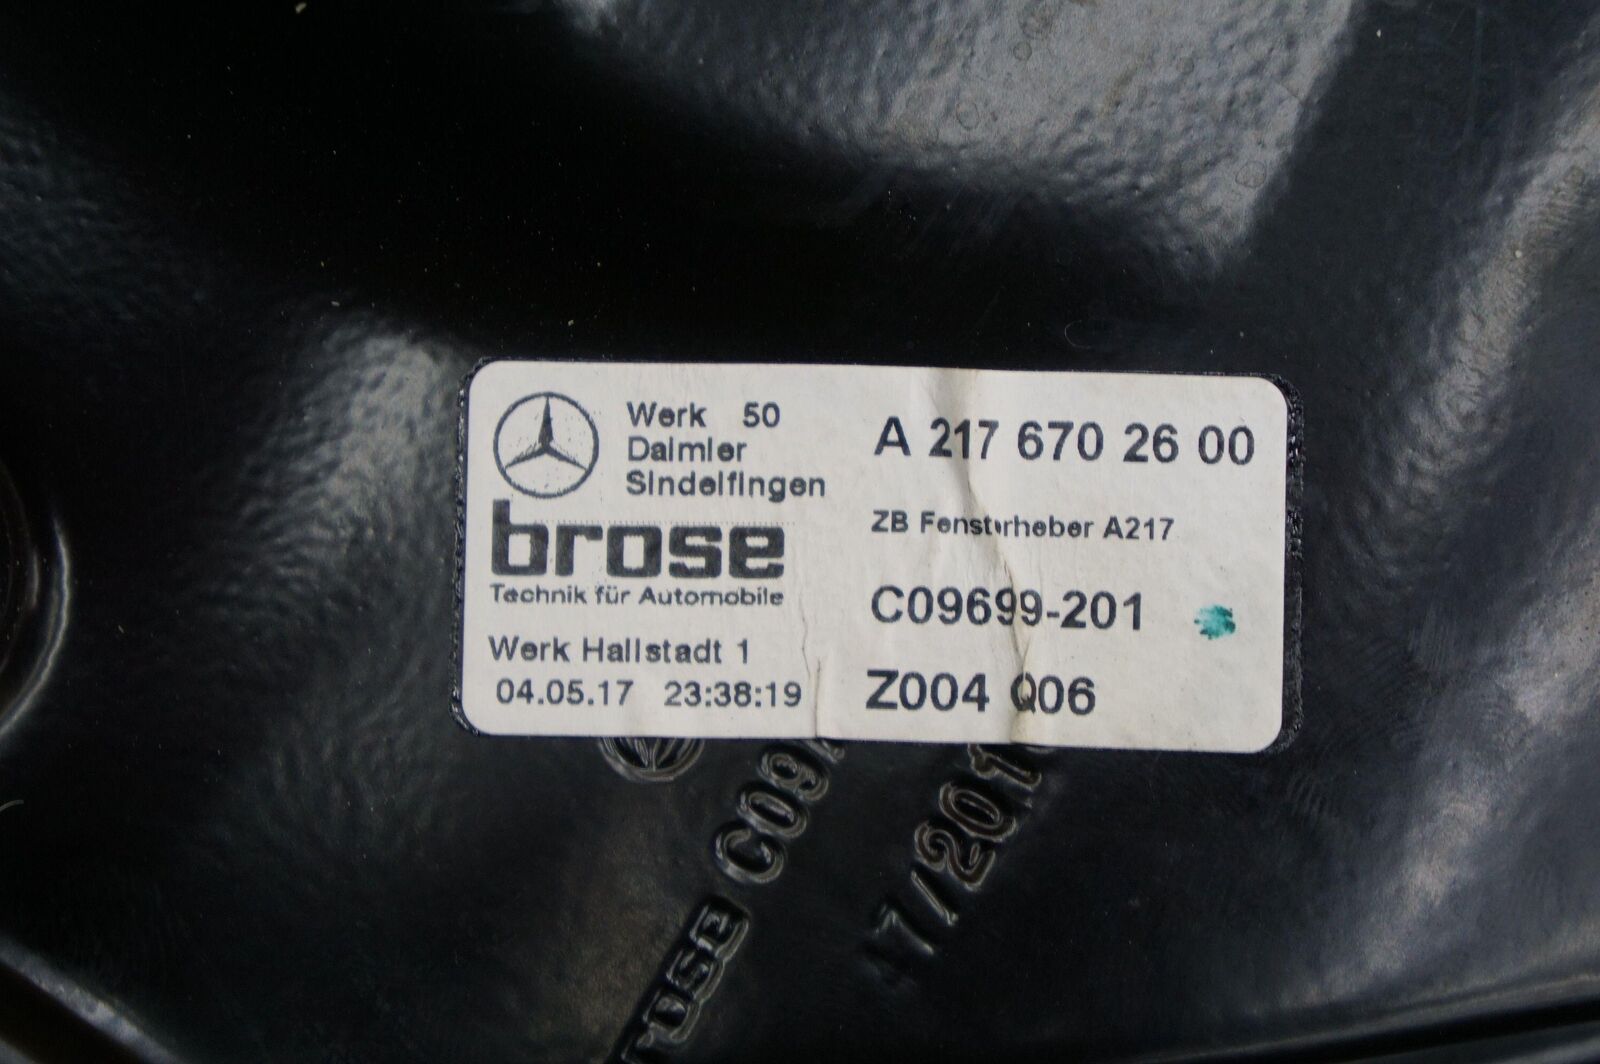 Werk 50
Daimler
Sindelfingen
A 217 670 26 00
brose
Technik für Automobile
ZB Fensterheber A217
C09699-201
Werk Hallstadt 1
04.05.17 23:38:19
Z004 Q06